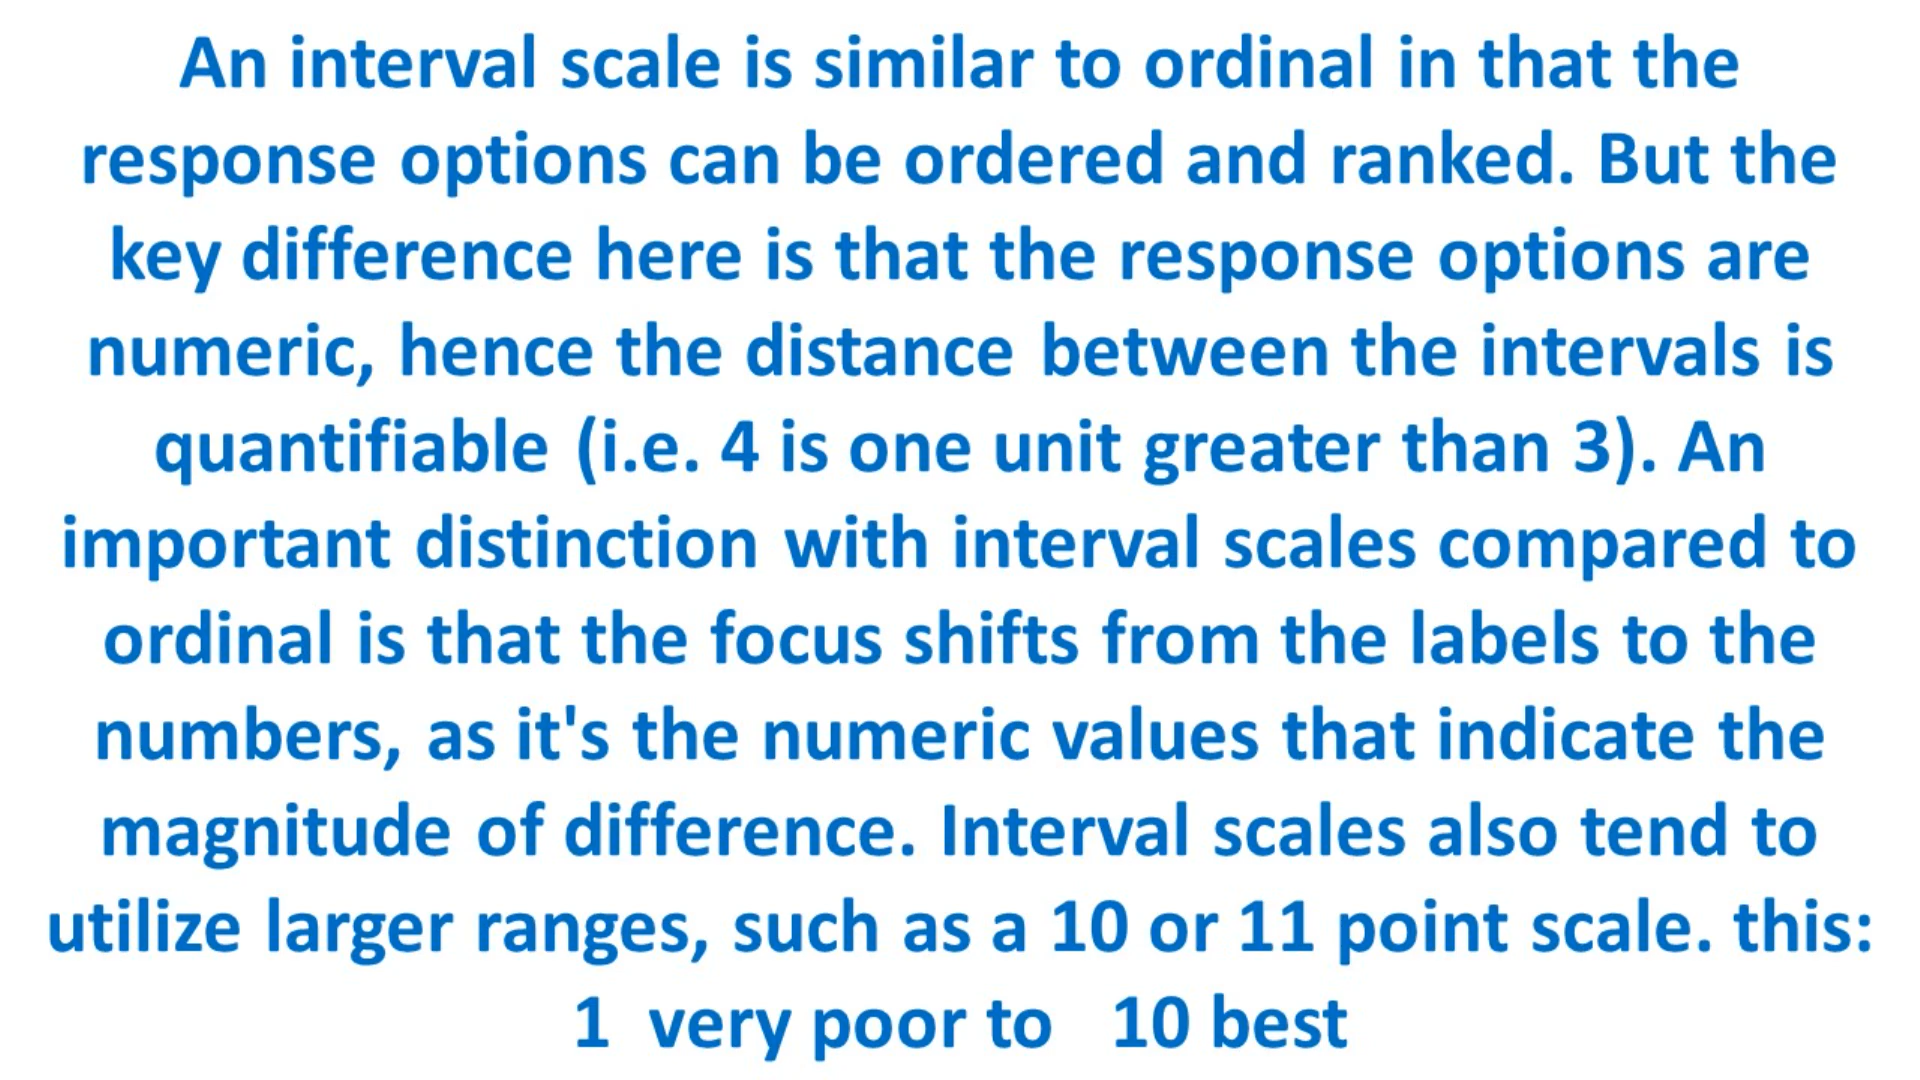 An interval scale is similar to ordinal in that the
response options can be ordered and ranked. But the
key difference here is that the response options are
numeric, hence the distance between the intervals is
quantifiable (i.e. 4 is one unit greater than 3). An
important distinction with interval scales compared to
ordinal is that the focus shifts from the labels to the
numbers, as it's the numeric values that indicate the
magnitude of difference. Interval scales also tend to
utilize larger ranges, such as a 10 or 11 point scale. this:
1 very poor to 10 best